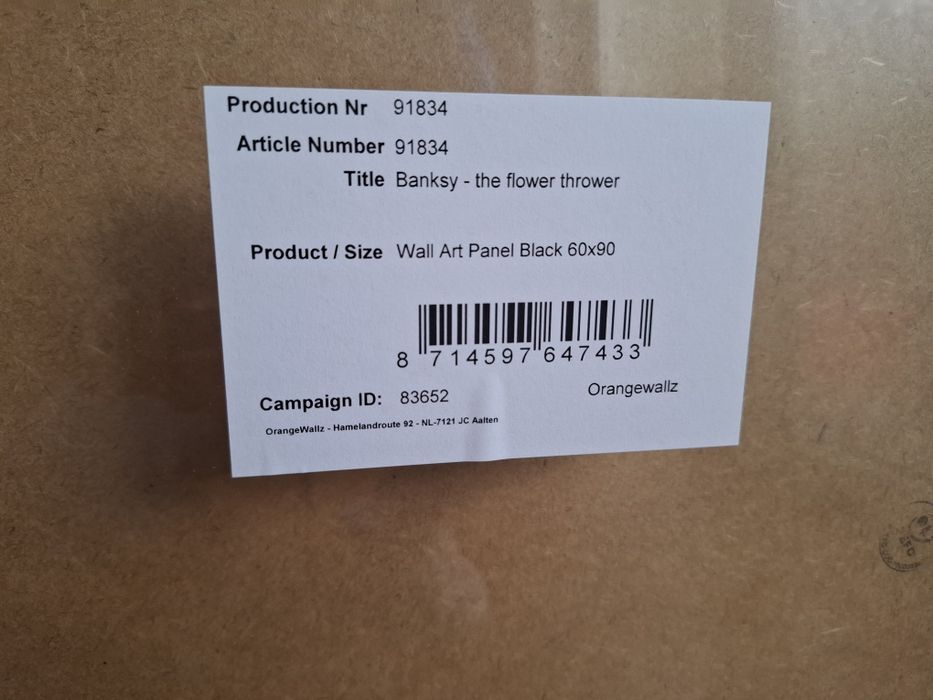 Production Nr 91834
Article Number 91834
Title Banksy - the flower thrower
Product / Size Wall Art Panel Black 60x90
8 714597 647433
Campaign ID: 83652 Orangewallz
OrangeWallz - Hamelandroute 92 - NL-7121 JC Aalten